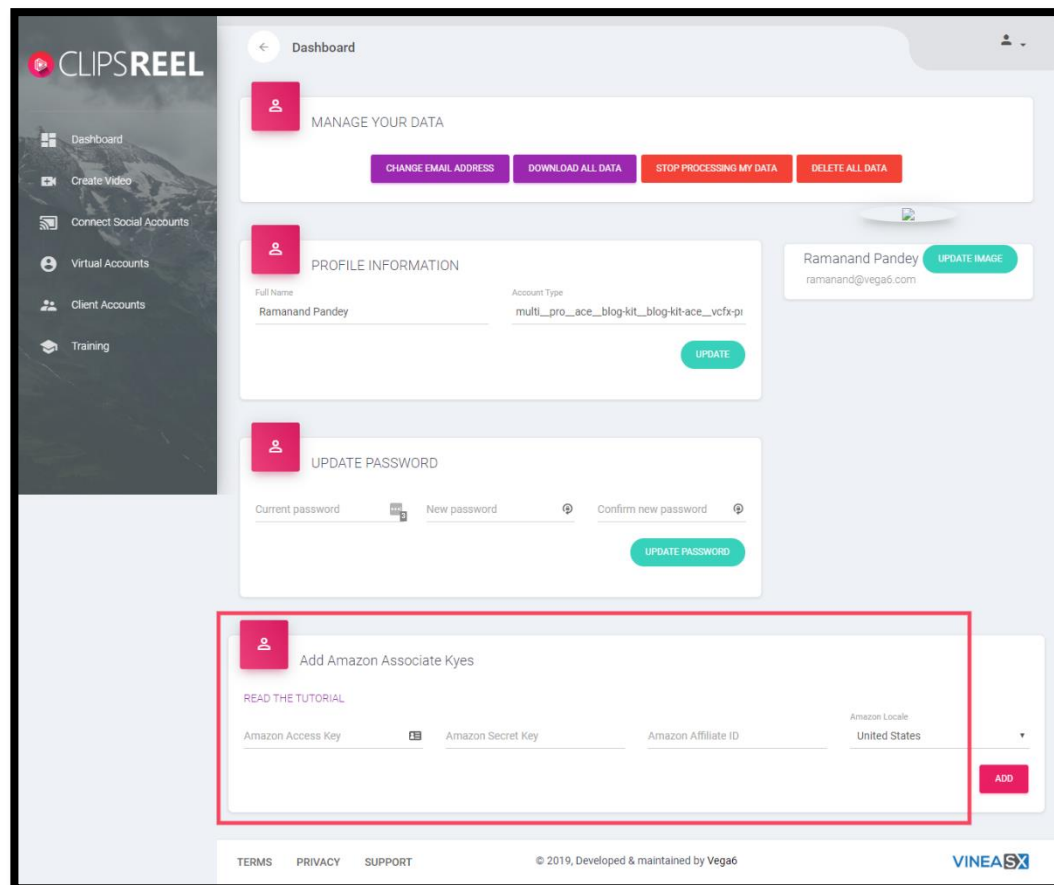 CLIPSREEL
Dashboard
Create Video
Connect Social Accounts
Virtual Accounts
Client Accounts
Training
Dashboard
MANAGE YOUR DATA
CHANGE EMAIL ADDRESS DOWNLOAD ALL DATA STOP PROCESSING MY DATA DELETE ALL DATA
PROFILE INFORMATION
Full Name Account Type
Ramanand Pandey multi__pro__ace__blog-kit__blog-kit-ace__vcfx-pr
UPDATE
Ramanand Pandey UPDATE IMAGE
ramanand@vega6.com
UPDATE PASSWORD
Current password New password Confirm new password
UPDATE PASSWORD
Add Amazon Associate Kyes
READ THE TUTORIAL
Amazon Locale
Amazon Access Key Amazon Secret Key Amazon Affiliate ID United States
ADD
TERMS PRIVACY SUPPORT © 2019, Developed & maintained by Vega6 VINEASX